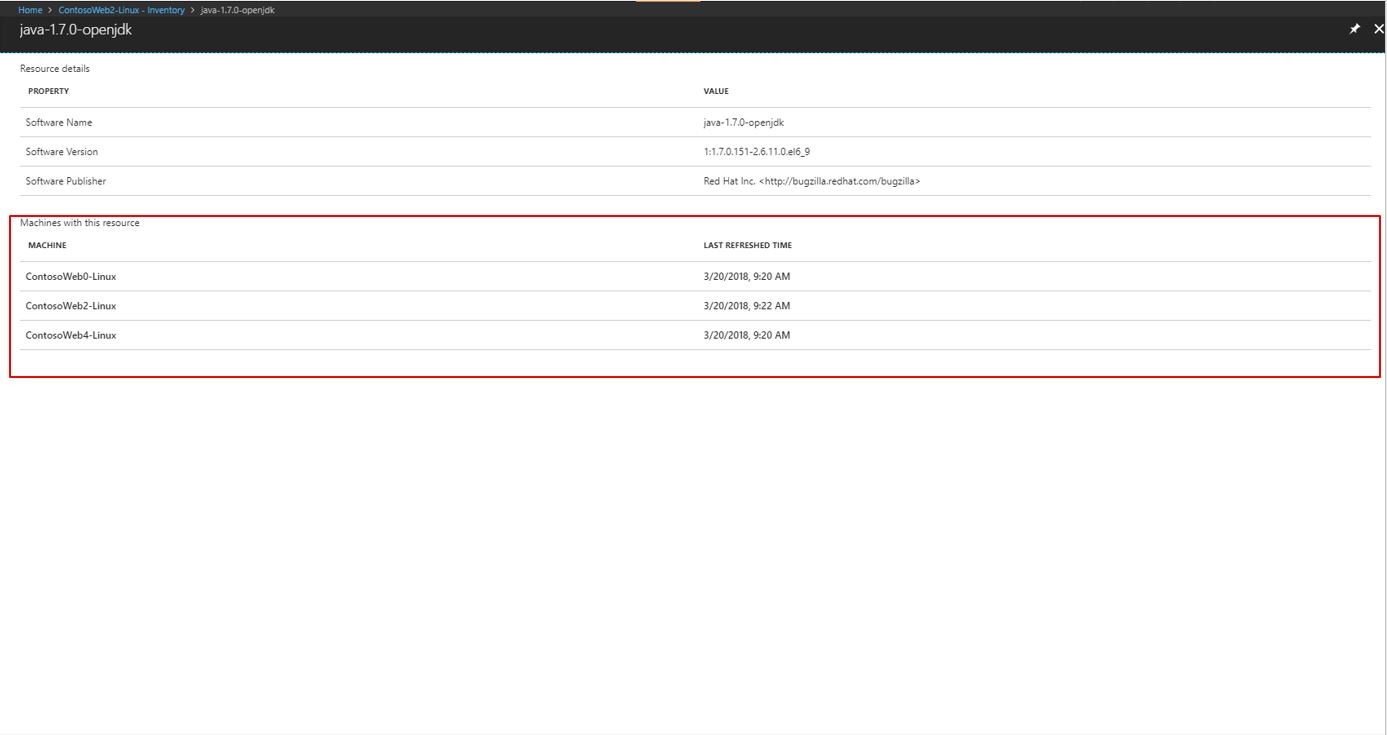 Home > ContosoWeb2-Linux - Inventory > java-1.7.0-openjdk
java-1.7.0-openjdk
Resource details
PROPERTY VALUE
Software Name java-1.7.0-openjdk
Software Version 1:1.7.0.151-2.6.11.0.el6_9
Software Publisher Red Hat Inc. <http://bugzilla.redhat.com/bugzilla>
Machines with this resource
MACHINE LAST REFRESHED TIME
ContosoWeb0-Linux 3/20/2018, 9:20 AM
ContosoWeb2-Linux 3/20/2018, 9:22 AM
ContosoWeb4-Linux 3/20/2018, 9:20 AM